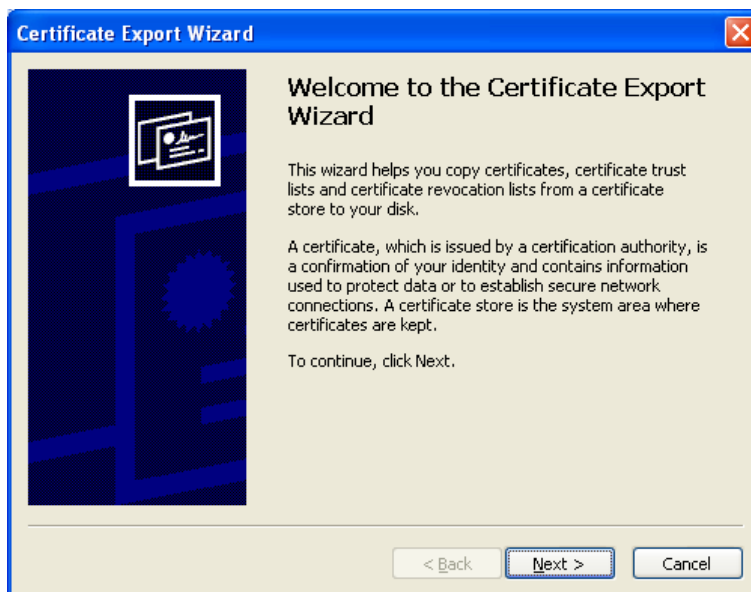 Certificate Export Wizard
Welcome to the Certificate Export
Wizard
This wizard helps you copy certificates, certificate trust
lists and certificate revocation lists from a certificate
store to your disk.
A certificate, which is issued by a certification authority, is
a confirmation of your identity and contains information
used to protect data or to establish secure network
connections. A certificate store is the system area where
certificates are kept.
To continue, click Next.
< Back
Next >
Cancel